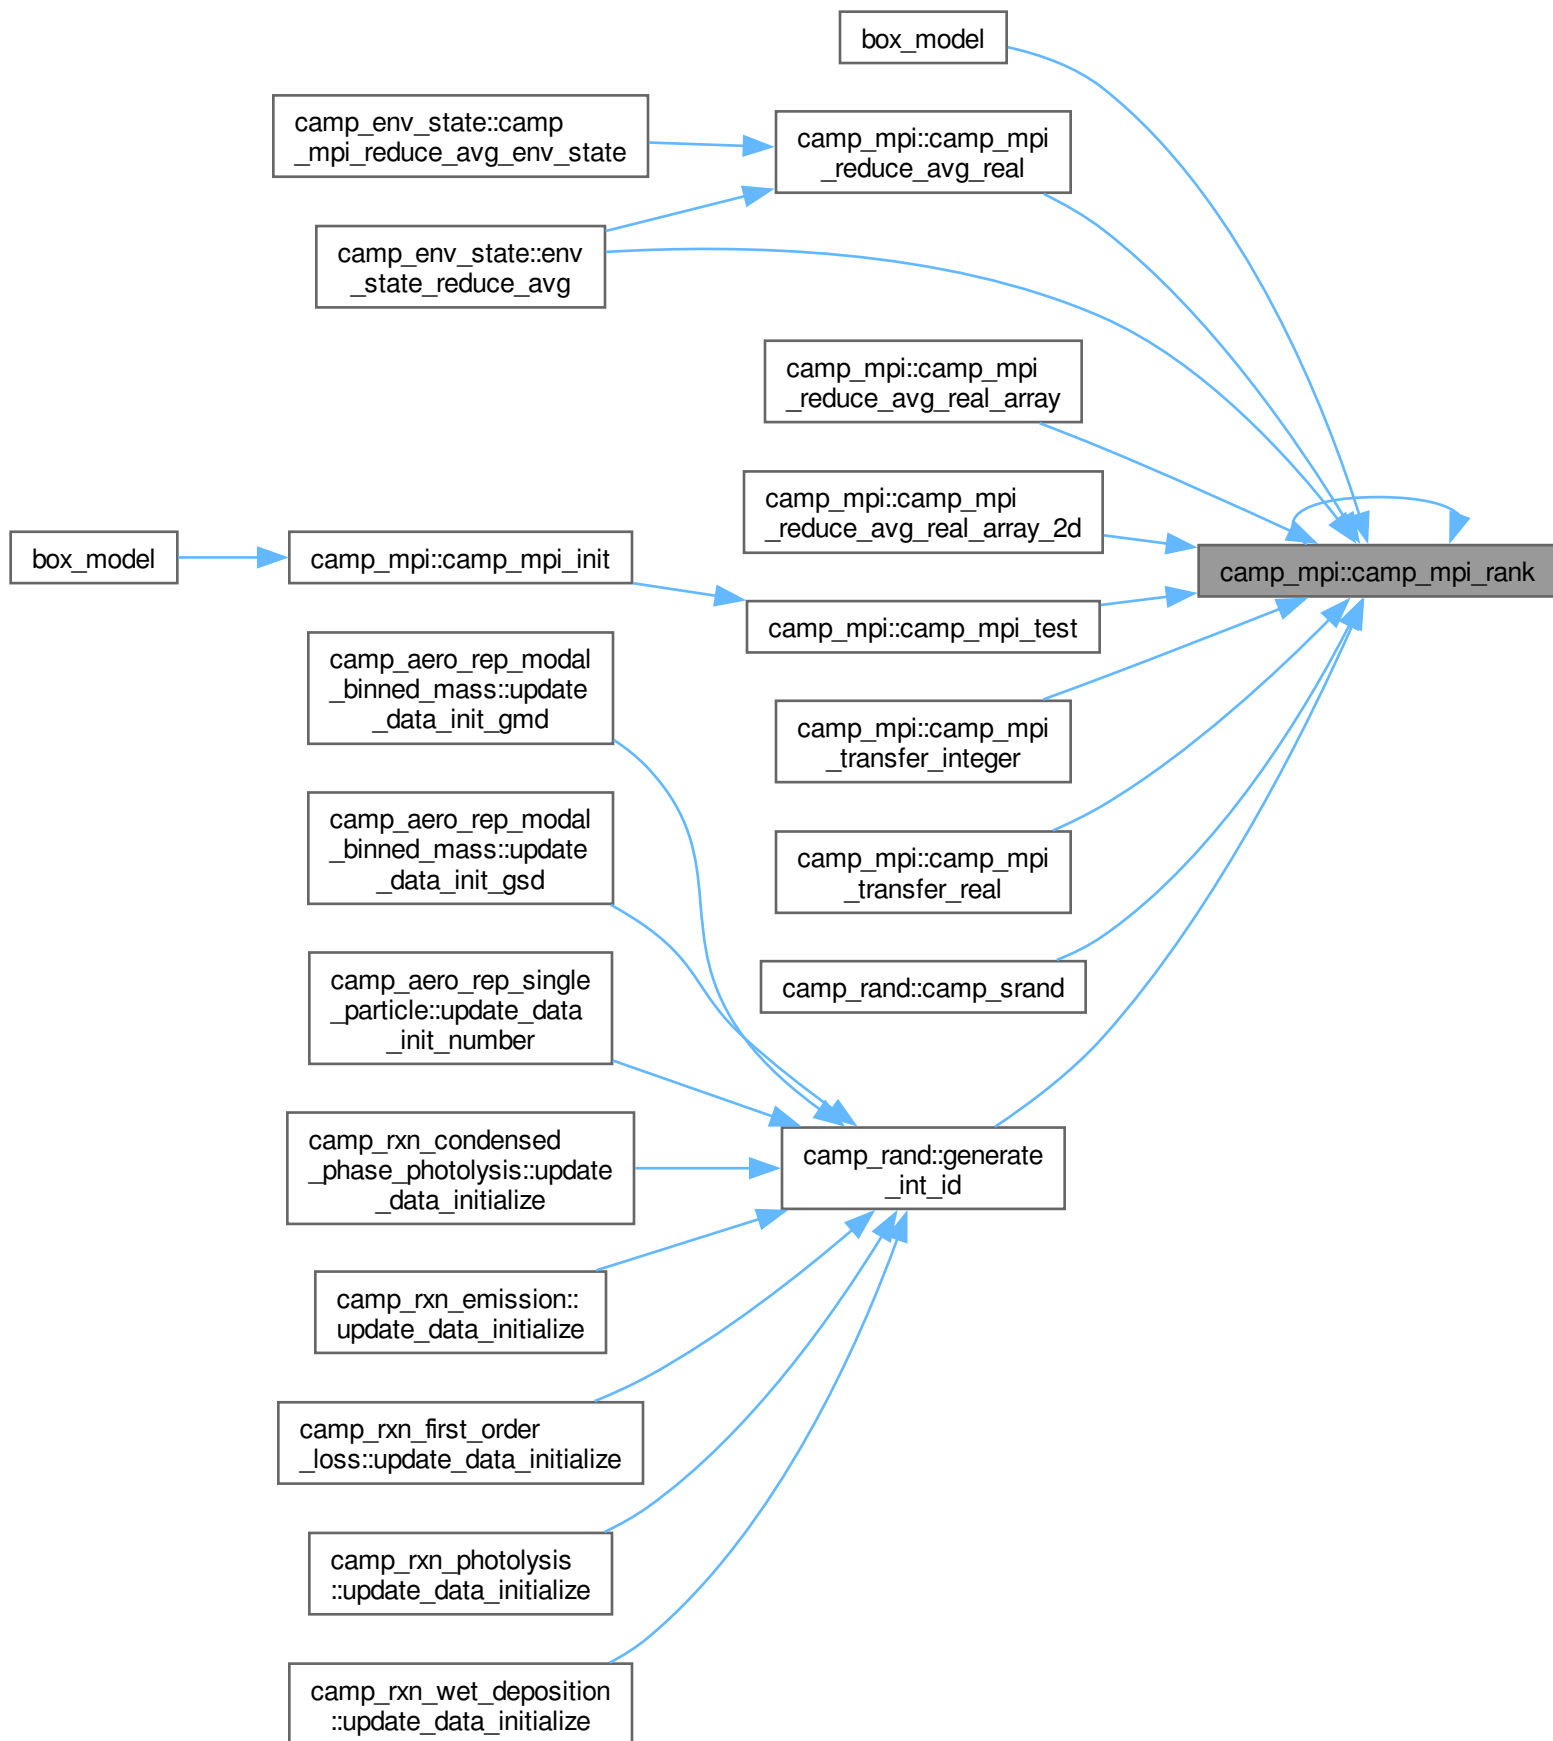 box_model
camp_env_state::camp
_mpi_reduce_avg_env_state
camp_mpi::camp_mpi
_reduce_avg_real
camp_env_state::env
_state_reduce_avg
camp_mpi::camp_mpi
_reduce_avg_real_array
camp_mpi::camp_mpi
_reduce_avg_real_array_2d
box_model
camp_mpi::camp_mpi_init
camp_mpi::camp_mpi_rank
camp_mpi::camp_mpi_test
camp_aero_rep_modal
_binned_mass::update
_data_init_gmd
camp_mpi::camp_mpi
_transfer_integer
camp_aero_rep_modal
_binned_mass::update
_data_init_gsd
camp_mpi::camp_mpi
_transfer_real
camp_aero_rep_single
_particle::update_data
_init_number
camp_rand::camp_srand
camp_rxn_condensed
_phase_photolysis::update
_data_initialize
camp_rand::generate
_int_id
camp_rxn_emission::
update_data_initialize
camp_rxn_first_order
_loss::update_data_initialize
camp_rxn_photolysis
::update_data_initialize
camp_rxn_wet_deposition
::update_data_initialize